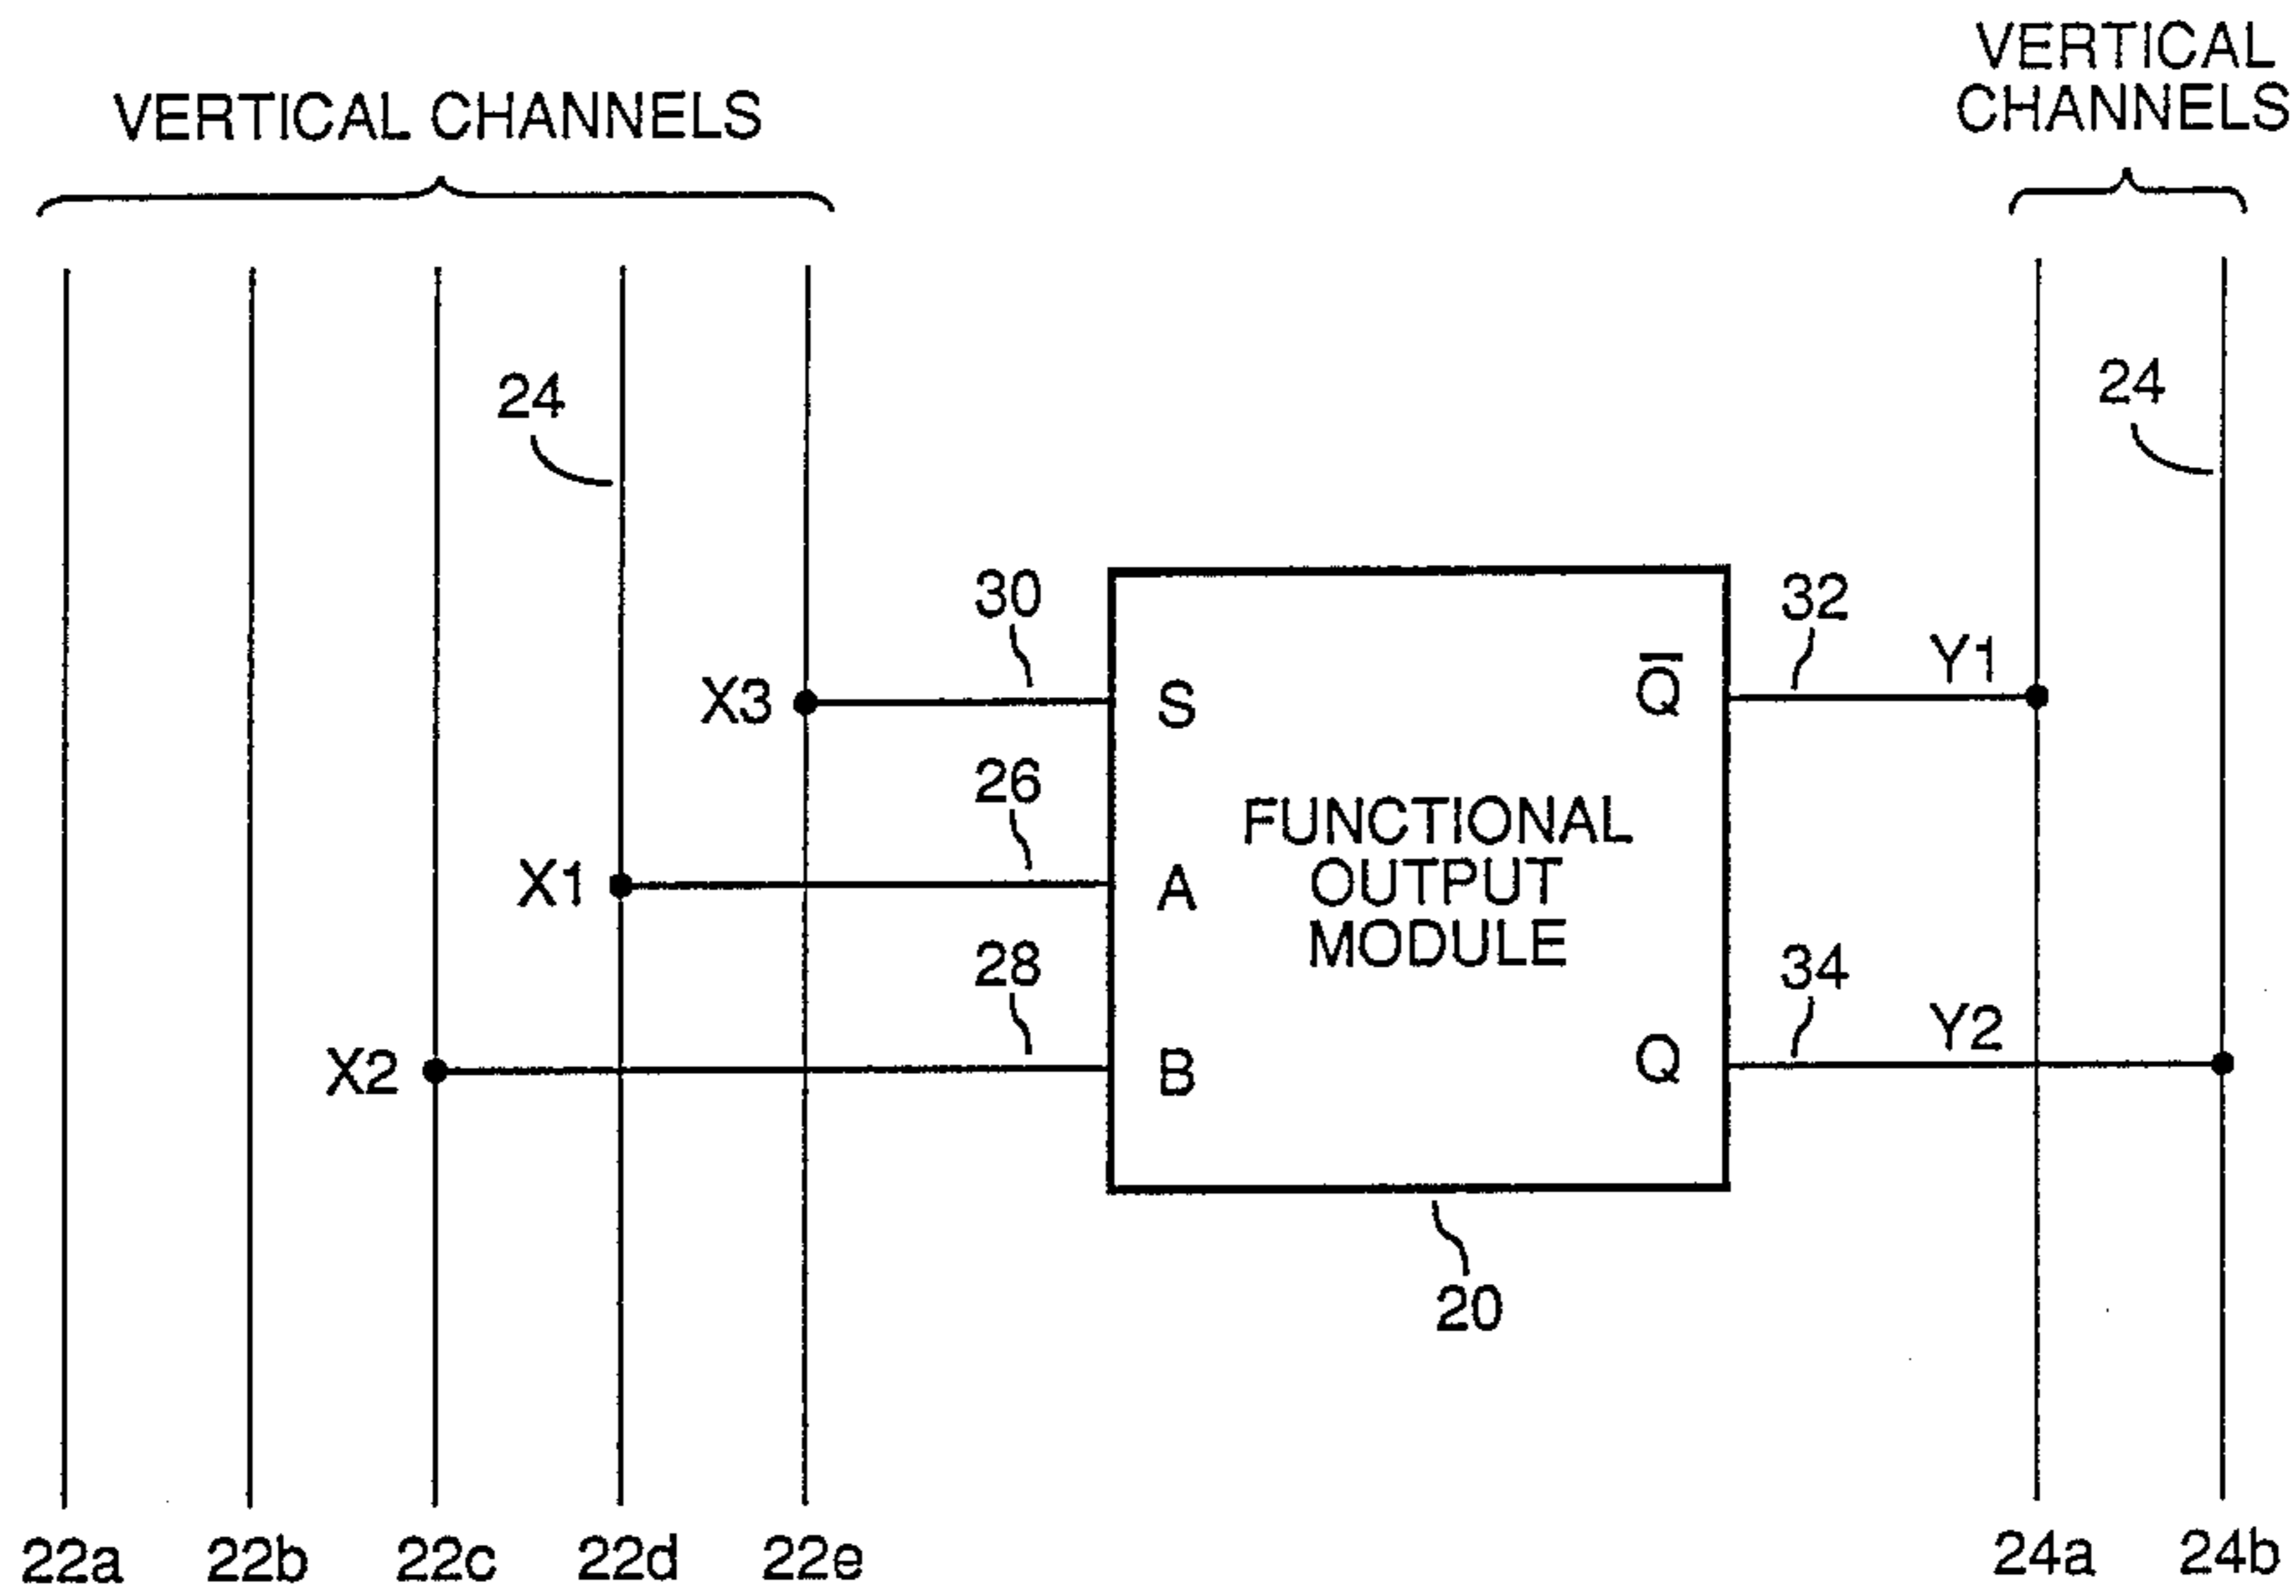 VERTICAL CHANNELS
VERTICAL
CHANNELS
24
24
30
32
X3
S
Q̅
Y1
26
X1
A
FUNCTIONAL
OUTPUT
MODULE
28
34
X2
B
Q
Y2
20
22a
22b
22c
22d
22e
24a
24b